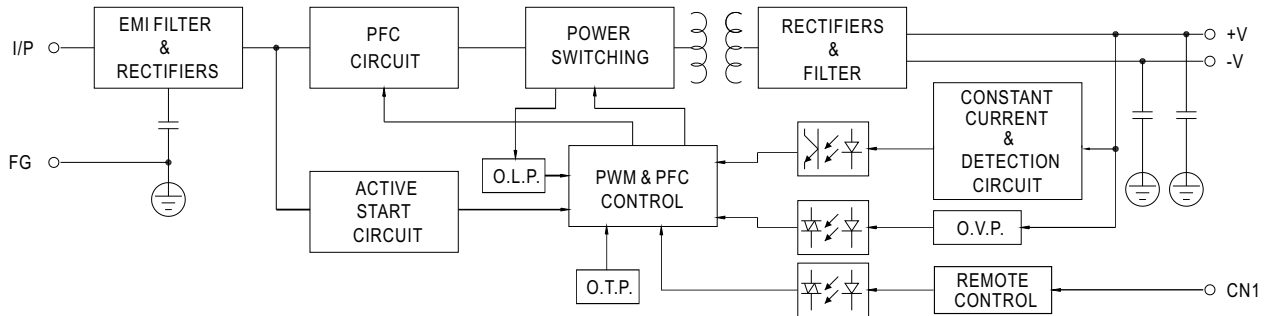 I/P
EMI FILTER
&
RECTIFIERS
PFC
CIRCUIT
POWER
SWITCHING
RECTIFIERS
&
FILTER
+V
-V
FG
O.L.P.
PWM & PFC
CONTROL
CONSTANT
CURRENT
&
DETECTION
CIRCUIT
ACTIVE
START
CIRCUIT
O.V.P.
O.T.P.
REMOTE
CONTROL
CN1